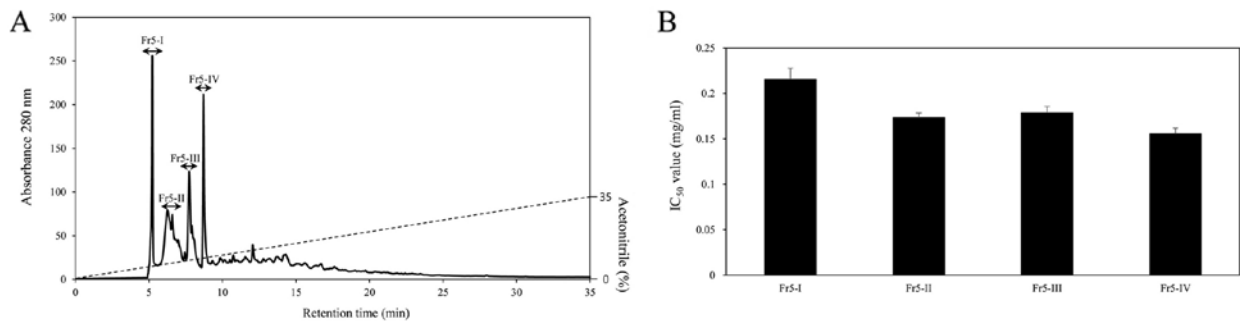 A
300
250
200
150
100
50
0
Absorbance 280 nm
Fr5-I
Fr5-II
Fr5-III
Fr5-IV
35
0
Acetonitrile (%)
0
5
10
15
20
25
30
35
Retention time (min)
B
0.25
0.2
0.15
0.1
0.05
0
IC50 value (mg/ml)
Fr5-I
Fr5-II
Fr5-III
Fr5-IV